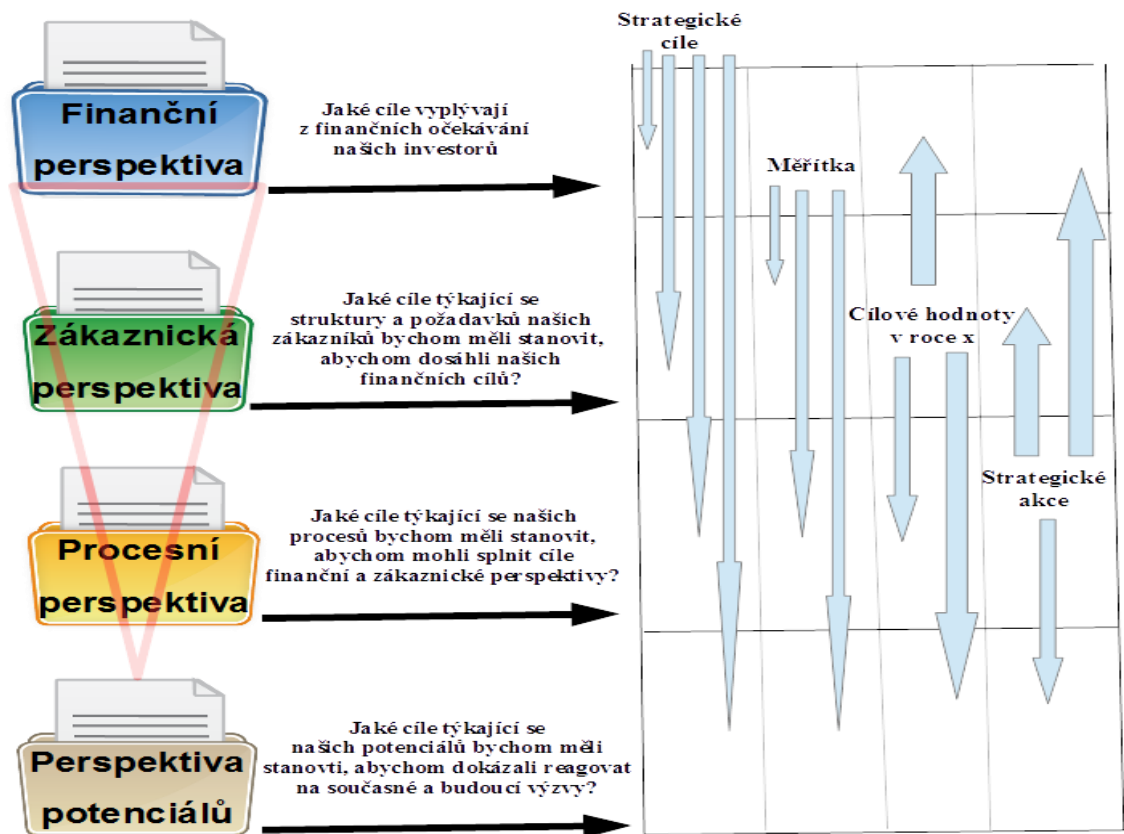 Finanční
perspektiva
Jaké cíle vyplývají
z finančních očekávání
našich investorů
Zákaznická
perspektiva
Jaké cíle týkající se
struktury a požadavků našich
zákazníků bychom měli stanovit,
abychom dosáhli našich
finančních cílů?
Procesní
perspektiva
Jaké cíle týkající se našich
procesů bychom měli stanovit,
abychom mohli splnit cíle
finanční a zákaznické perspektivy?
Perspektiva
potenciálů
Jaké cíle týkající se
našich potenciálů bychom měli
stanovti, abychom dokázali reagovat
na současné a budoucí výzvy?
Strategické
cíle
Měřítka
Cílové hodnoty
v roce x
Strategické
akce